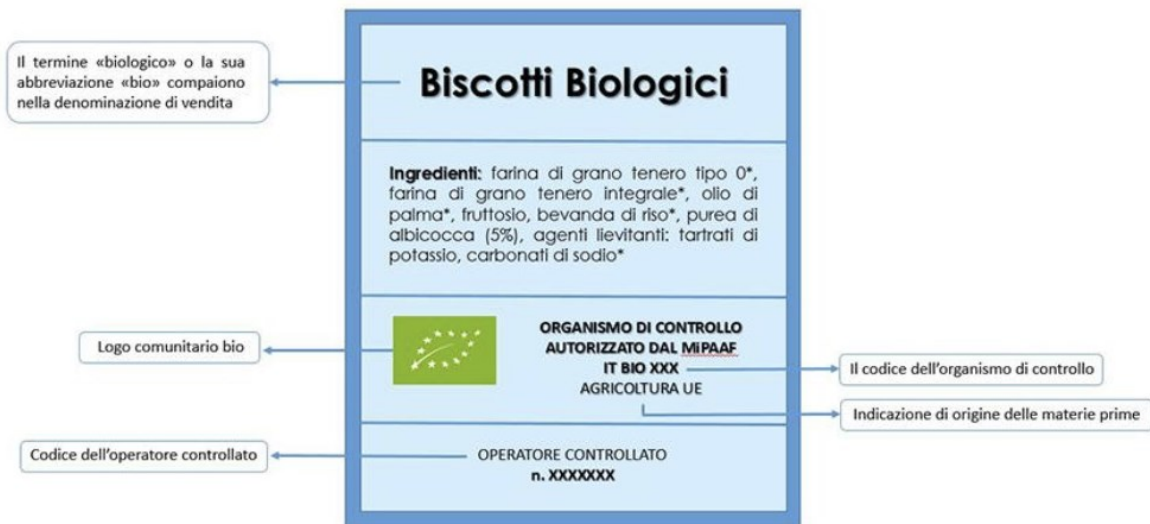 Il termine «biologico» o la sua
abbreviazione «bio» compaiono
nella denominazione di vendita
Biscotti Biologici
Ingredienti: farina di grano tenero tipo 0*,
farina di grano tenero integrale*, olio di
palma*, fruttosio, bevanda di riso*, purea di
albicocca (5%), agenti lievitanti: tartrati di
potassio, carbonati di sodio*
Logo comunitario bio
ORGANISMO DI CONTROLLO
AUTORIZZATO DAL MiPAAF
IT BIO XXX
AGRICOLTURA UE
Il codice dell'organismo di controllo
Indicazione di origine delle materie prime
Codice dell'operatore controllato
OPERATORE CONTROLLATO
n. XXXXXXX